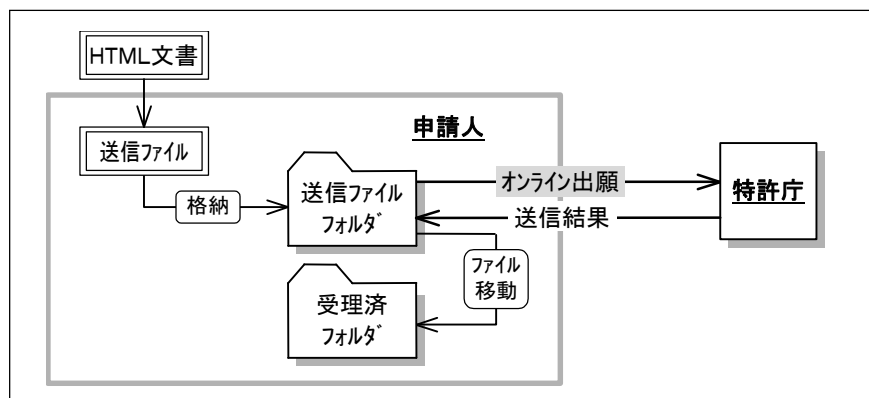 HTML文書
申請人
送信ファイル
格納
送信ファイル
フォルダ
オンライン出願
送信結果
特許庁
ファイル
移動
受理済
フォルダ